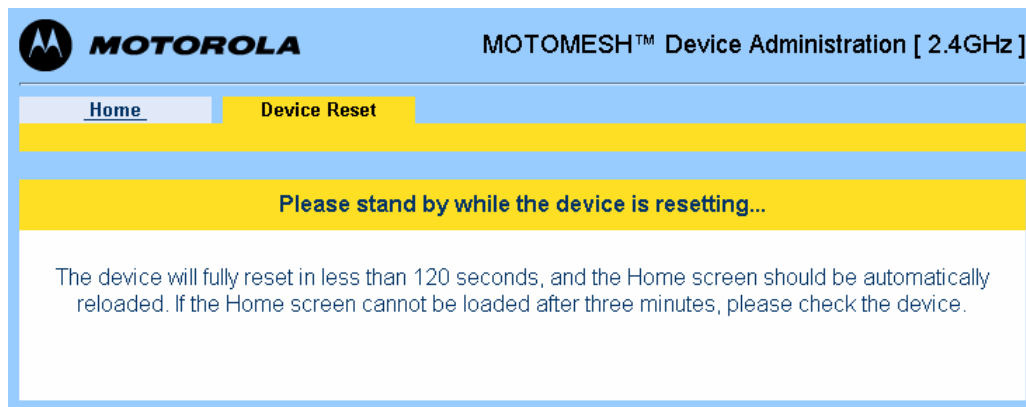 MOTOROLA
MOTOMESH™ Device Administration [ 2.4GHz ]
Home
Device Reset
Please stand by while the device is resetting...
The device will fully reset in less than 120 seconds, and the Home screen should be automatically
reloaded. If the Home screen cannot be loaded after three minutes, please check the device.